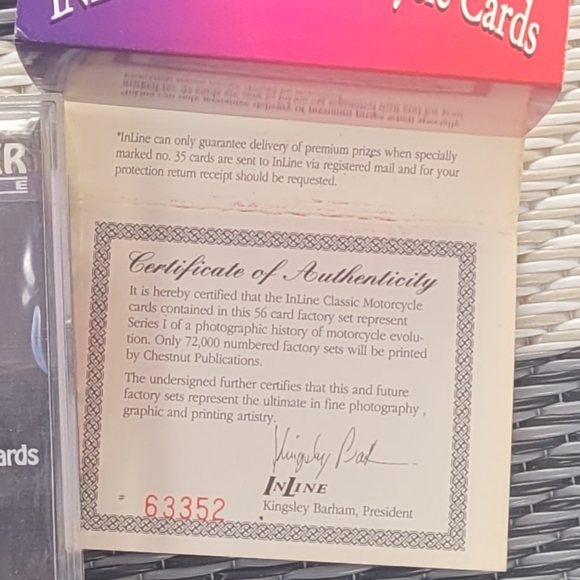 Cards
*InLine can only guarantee delivery of premium prizes when specially
marked no. 35 cards are sent to InLine via registered mail and for your
protection return receipt should be requested.
Certificate of Authenticity
It is hereby certified that the InLine Classic Motorcycle
cards contained in this 56 card factory set represent
Series I of a photographic history of motorcycle evolu-
tion. Only 72,000 numbered factory sets will be printed
by Chestnut Publications.
The undersigned further certifies that this and future
factory sets represent the ultimate in fine photography ,
graphic and printing artistry.
Kingsley Bar
INLINE
# 63352
Kingsley Barham, President
ards